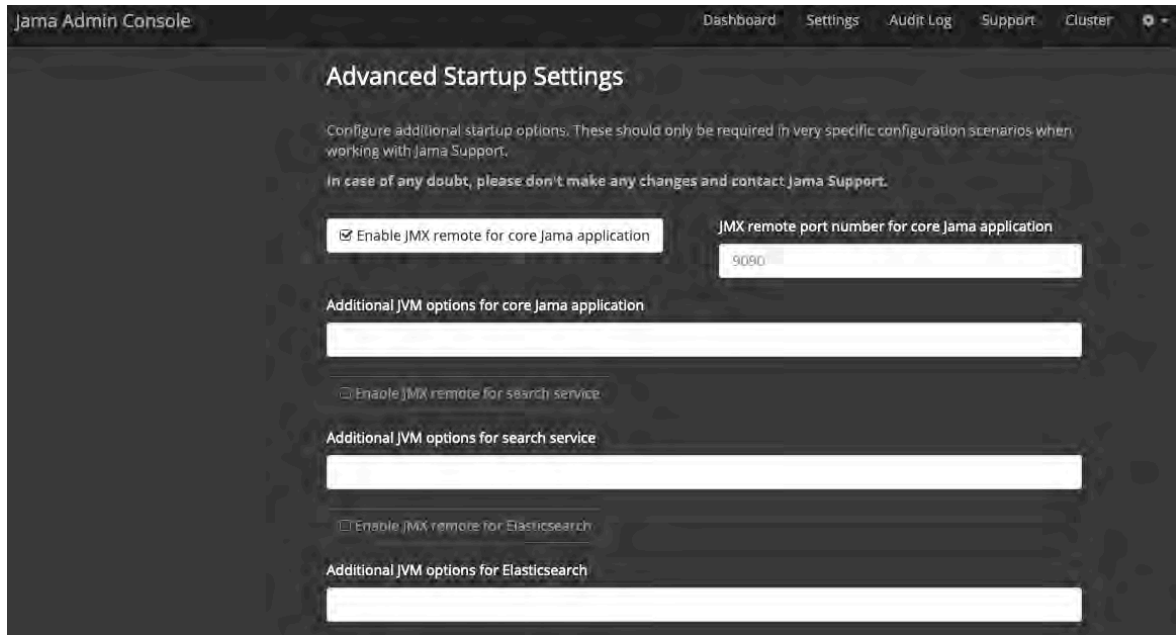 Jama Admin Console
Dashboard Settings Audit Log Support Cluster
Advanced Startup Settings
Configure additional startup options. These should only be required in very specific configuration scenarios when
working with Jama Support.
In case of any doubt, please don't make any changes and contact Jama Support.
Enable JMX remote for core Jama application
JMX remote port number for core Jama application
9090
Additional JVM options for core Jama application
Enable JMX remote for search service
Additional JVM options for search service
Enable JMX remote for Elasticsearch
Additional JVM options for Elasticsearch